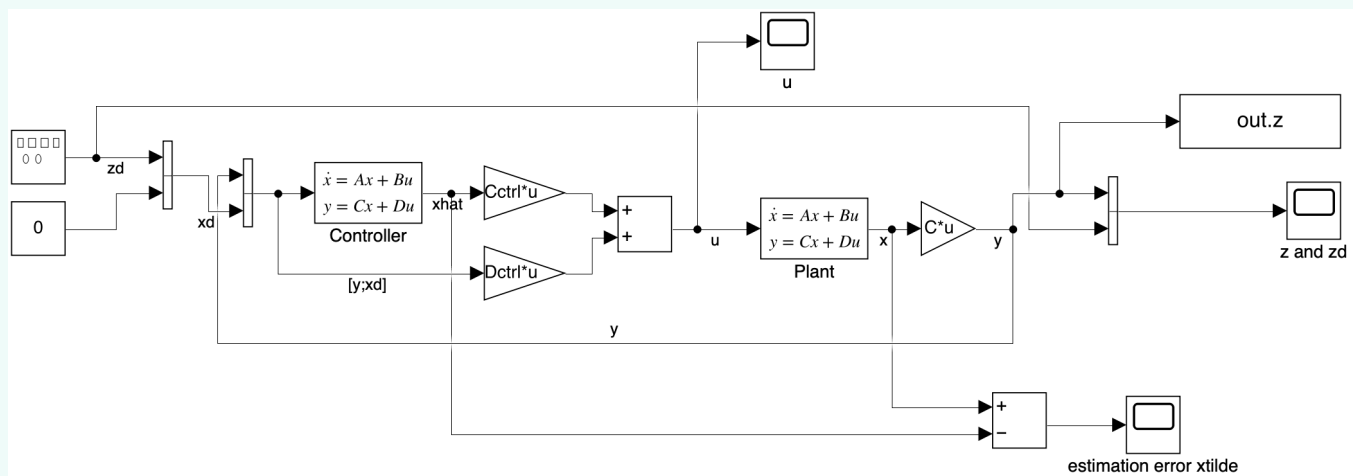 u
out.z
zd
0
xd
ẋ = Ax + Bu
y = Cx + Du
Controller
xhat
Cctrl*u
Dctrl*u
[y;xd]
+
+
u
ẋ = Ax + Bu
y = Cx + Du
Plant
x
C*u
y
z and zd
y
+
−
estimation error xtilde